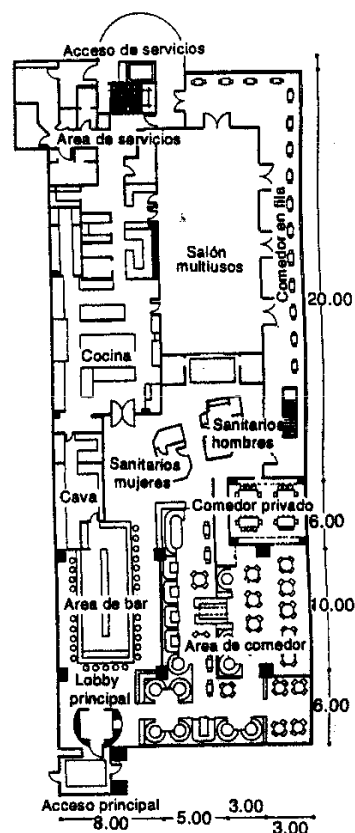 Acceso de servicios
Area de servicios
Comedor en fila
Salón
multiusos
20.00
Cocina
Sanitarios
hombres
Sanitarios
mujeres
Cava
Comedor privado
6.00
Area de bar
10.00
Area de comedor
Lobby
principal
6.00
Acceso principal
8.00
5.00
3.00
3.00